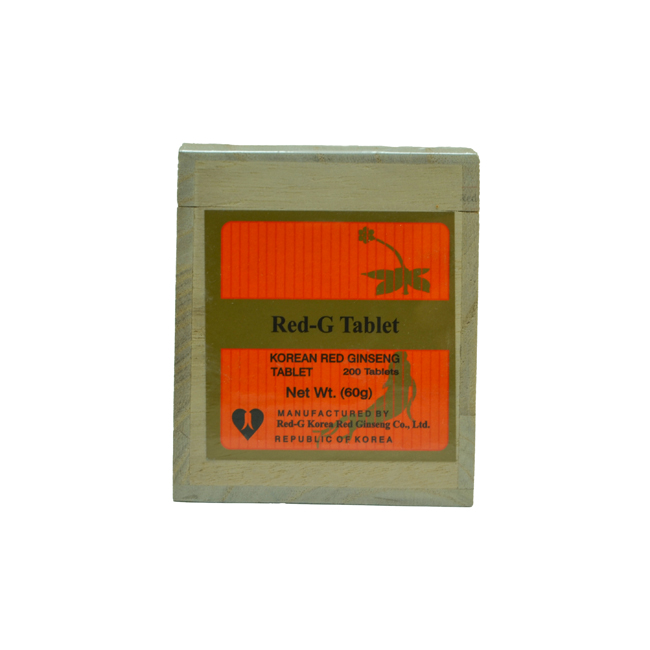 Red-G Tablet
KOREAN RED GINSENG
TABLET 200 Tablets
Net Wt. (60g)
MANUFACTURED BY
Red-G Korea Red Ginseng Co., Ltd.
REPUBLIC OF KOREA